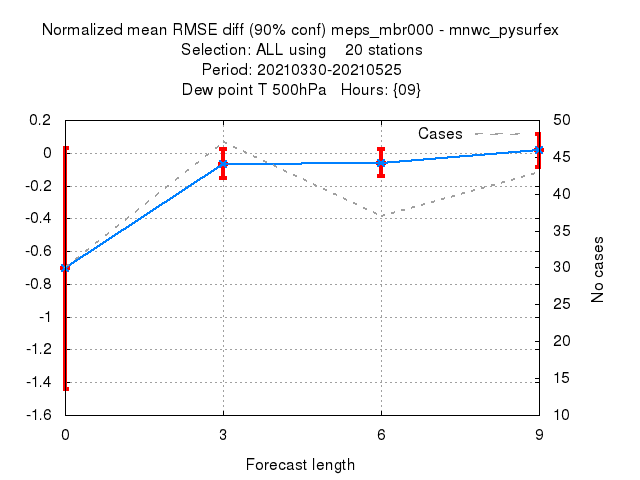 Normalized mean RMSE diff (90% conf) meps_mbr000 - mnwc_pysurfex
Selection: ALL using    20 stations
Period: 20210330-20210525
Dew point T 500hPa   Hours: {09}
Cases
0.2
0
-0.2
-0.4
-0.6
-0.8
-1
-1.2
-1.4
-1.6
50
45
40
35
30
25
20
15
10
No cases
0 3 6 9
Forecast length